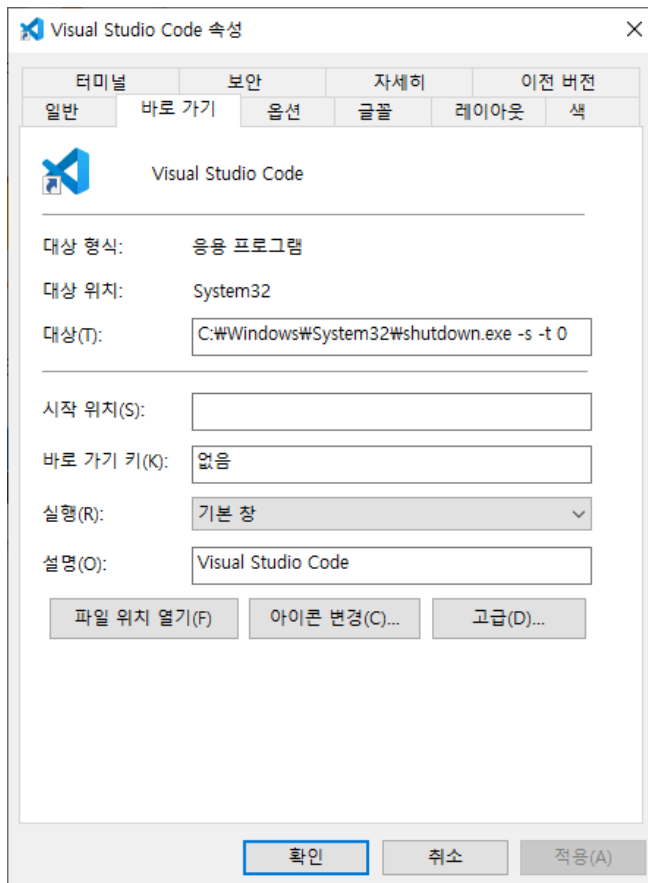 Visual Studio Code 속성
터미널 보안 자세히 이전 버전
일반 바로 가기 옵션 글꼴 레이아웃 색
Visual Studio Code
대상 형식: 응용 프로그램
대상 위치: System32
대상(T): C:₩Windows₩System32₩shutdown.exe -s -t 0
시작 위치(S):
바로 가기 키(K): 없음
실행(R): 기본 창
설명(O): Visual Studio Code
파일 위치 열기(F) 아이콘 변경(C)... 고급(D)...
확인 취소 적용(A)